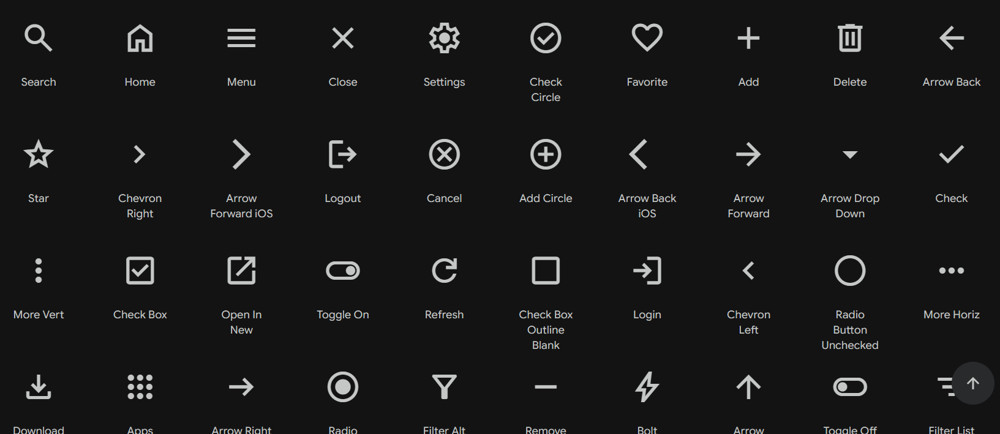 Search
Home
Menu
Close
Settings
Check
Circle
Favorite
Add
Delete
Arrow Back
Star
Chevron
Right
Arrow
Forward iOS
Logout
Cancel
Add Circle
Arrow Back
iOS
Arrow
Forward
Arrow Drop
Down
Check
More Vert
Check Box
Open In
New
Toggle On
Refresh
Check Box
Outline
Blank
Login
Chevron
Left
Radio
Button
Unchecked
More Horiz
Download
Apps
Arrow Right
Radio
Filter Alt
Remove
Bolt
Arrow
Toggle Off
Filter List